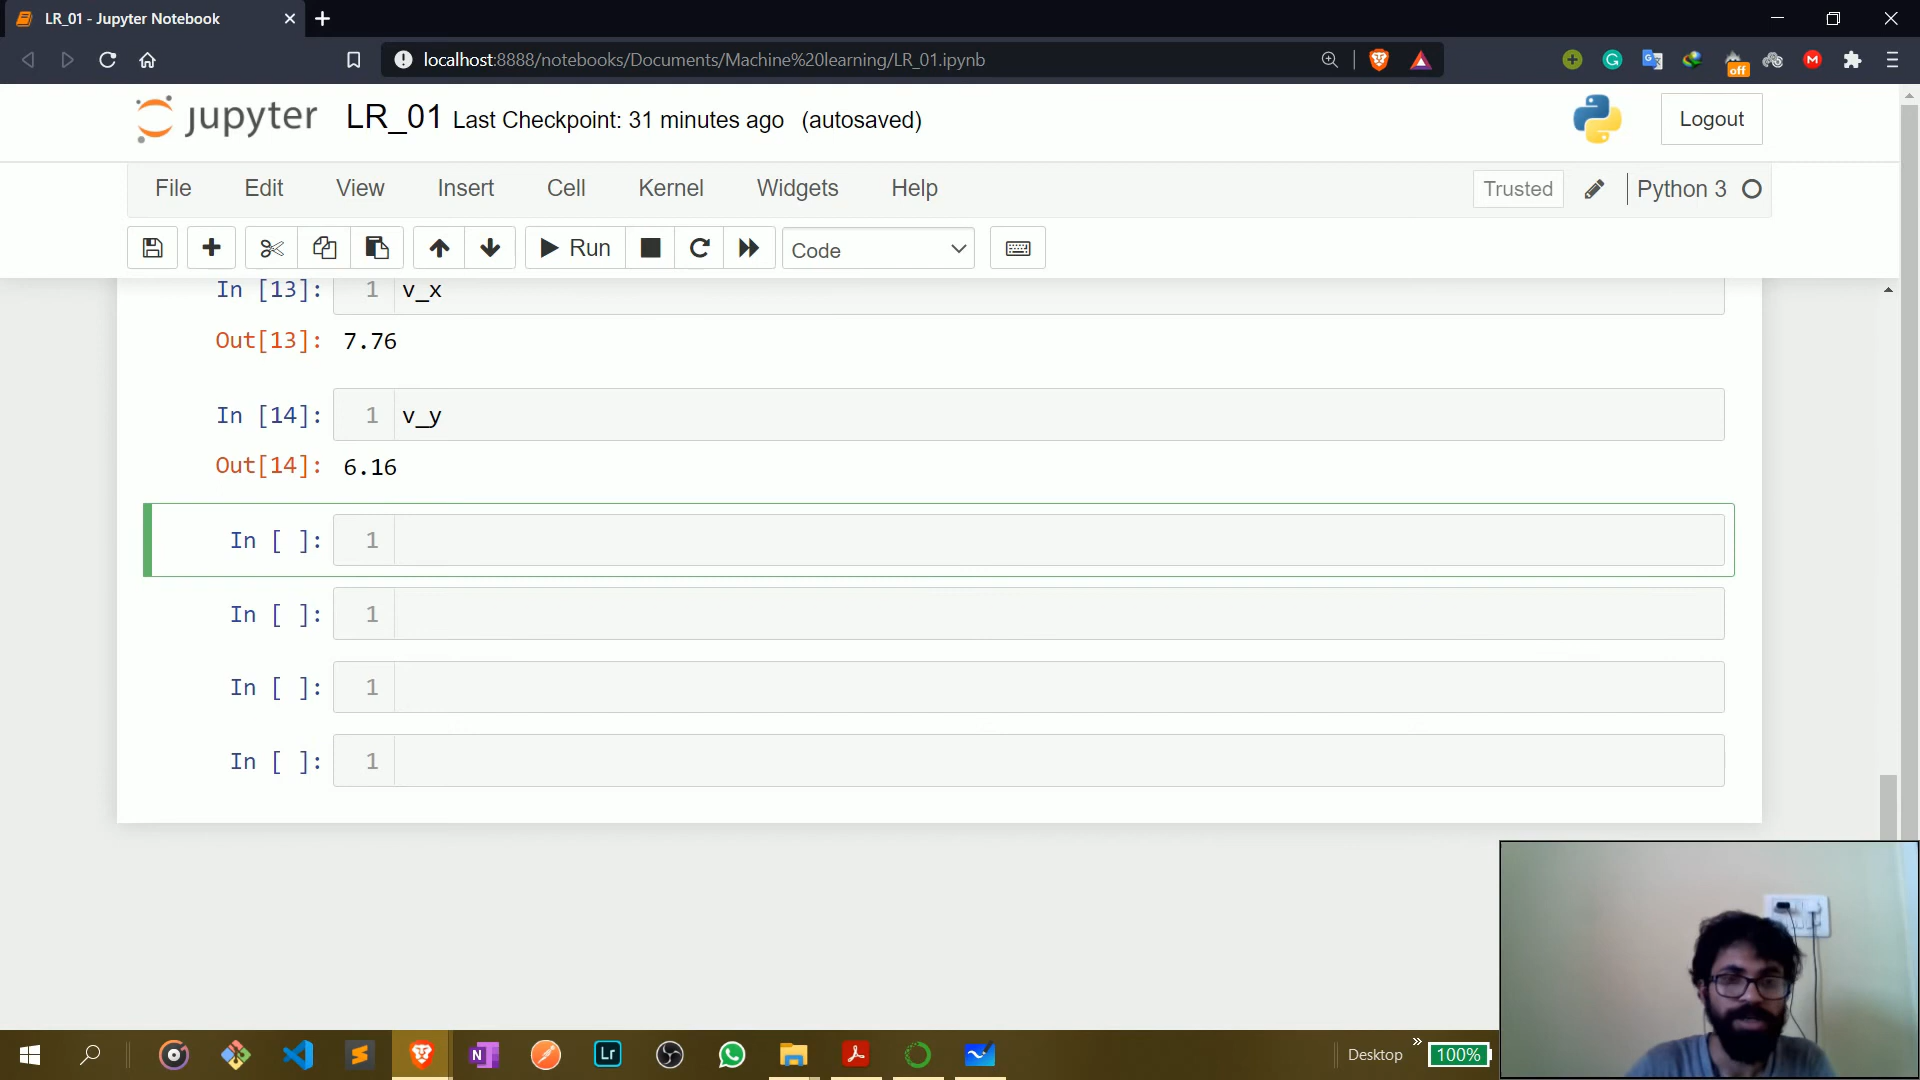 LR_01 - Jupyter Notebook
localhost:8888/notebooks/Documents/Machine%20learning/LR_01.ipynb
off
M
jupyter LR_01 Last Checkpoint: 31 minutes ago (autosaved)
Logout
File Edit View Insert Cell Kernel Widgets Help
Trusted Python 3
Run Code
In [13]: 1 v_x
Out[13]: 7.76
In [14]: 1 v_y
Out[14]: 6.16
In [ ]: 1
In [ ]: 1
In [ ]: 1
In [ ]: 1
N Lr Desktop » 100%